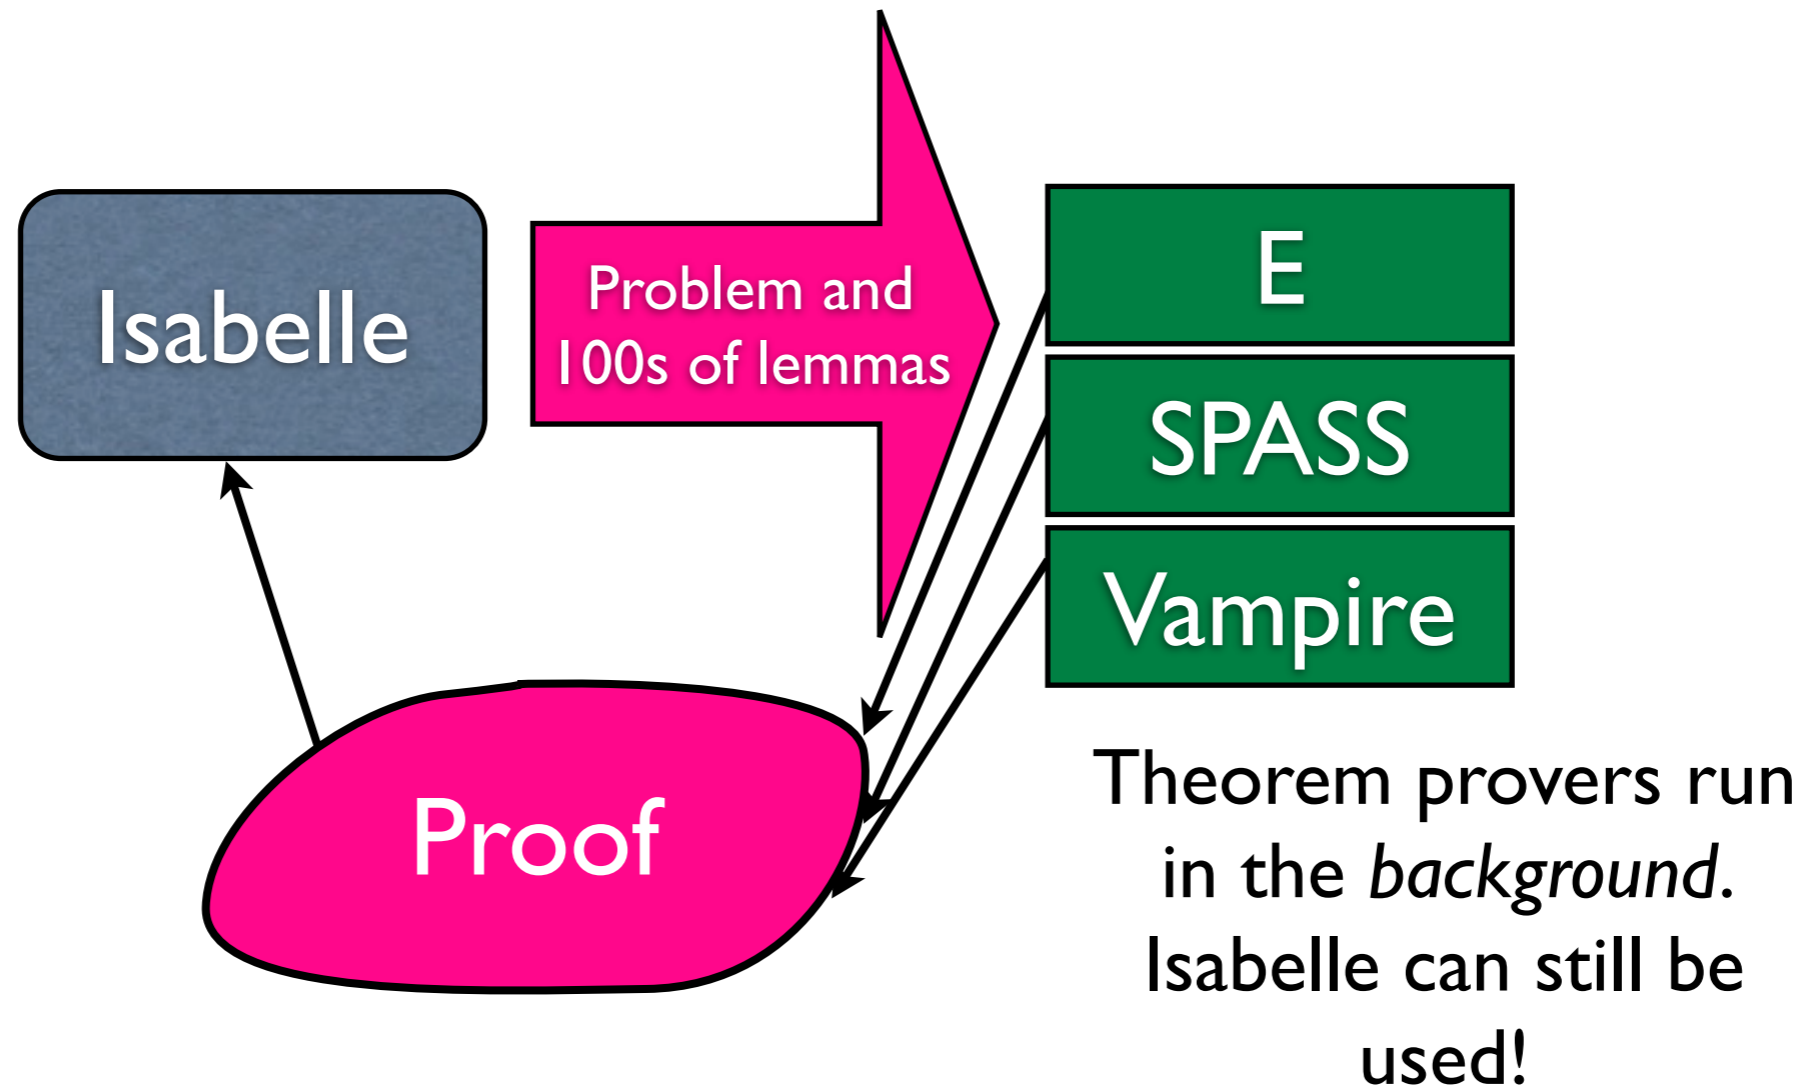 Isabelle
Problem and
100s of lemmas
E
SPASS
Vampire
Proof
Theorem provers run
in the background.
Isabelle can still be
used!